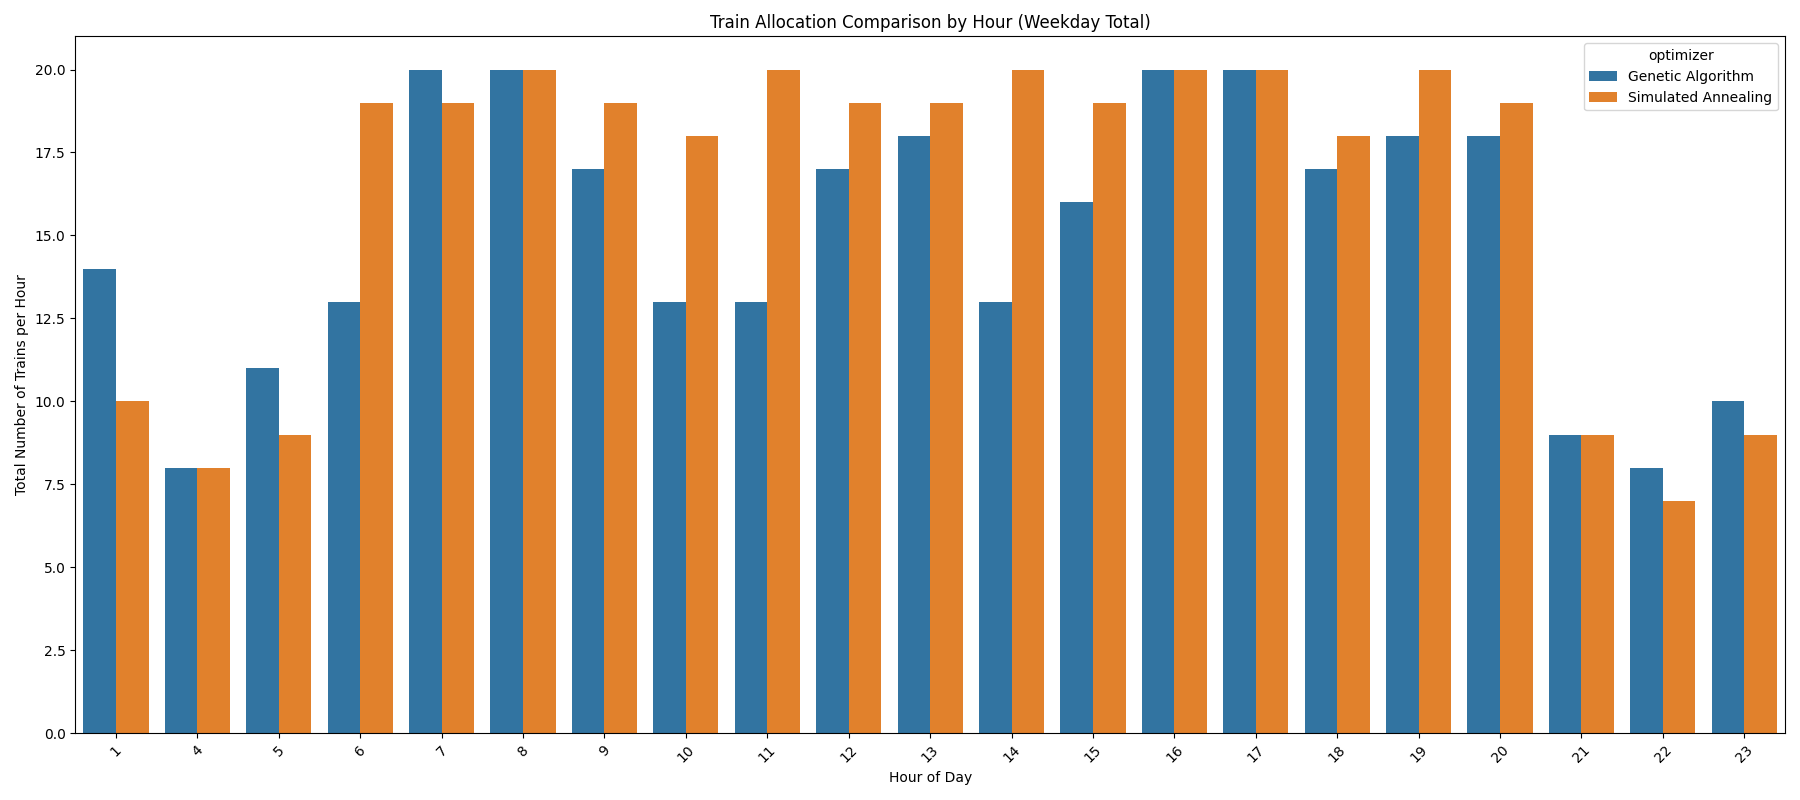 Train Allocation Comparison by Hour (Weekday Total)
optimizer
Genetic Algorithm
Simulated Annealing
Total Number of Trains per Hour
20.0
17.5
15.0
12.5
10.0
7.5
5.0
2.5
0.0
1 4 5 6 7 8 9 10 11 12 13 14 15 16 17 18 19 20 21 22 23
Hour of Day